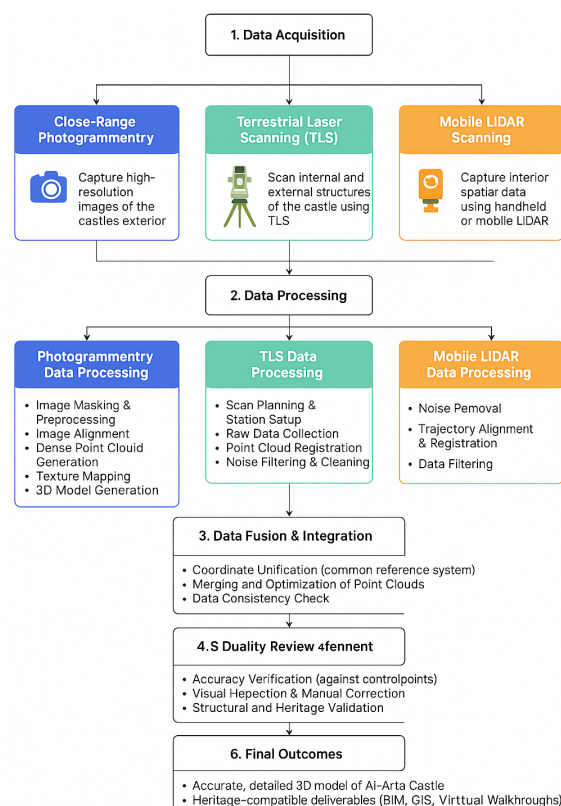 1. Data Acquisition
Close-Range
Photogrammentry
Capture high-
resolution
images of the
castles exterior
Terrestrial Laser
Scanning (TLS)
Scan internal and
external structures
of the castle using
TLS
Mobile LIDAR
Scanning
Capture interior
spatiar data
using handheld
or moblle LIDAR
2. Data Processing
Photogrammentry
Data Processing
• Image Masking &
Preprocessing
• Image Alignment
• Dense Point Clouid
Generation
• Texture Mapping
• 3D Model Generation
TLS Data
Processing
• Scan Planning &
Station Setup
• Raw Data Collection
• Point Cloud Registration
• Noise Filtering & Cleaning
Mobiie LIDAR
Data Processing
• Noise Pemoval
• Trajectory Alignment
& Registration
• Data Filtering
3. Data Fusion & Integration
• Coordinate Unification (common reference system)
• Merging and Optimization of Point Clouds
• Data Consistency Check
4.S Duality Review 4fennent
• Accuracy Verification (against controlpoints)
• Visual Hepection & Manual Correction
• Structural and Heritage Validation
6. Final Outcomes
• Accurate, detailed 3D model of Ai-Arta Castle
• Heritage-compatible deliverables (BIM, GIS, Virttual Walkhroughs)